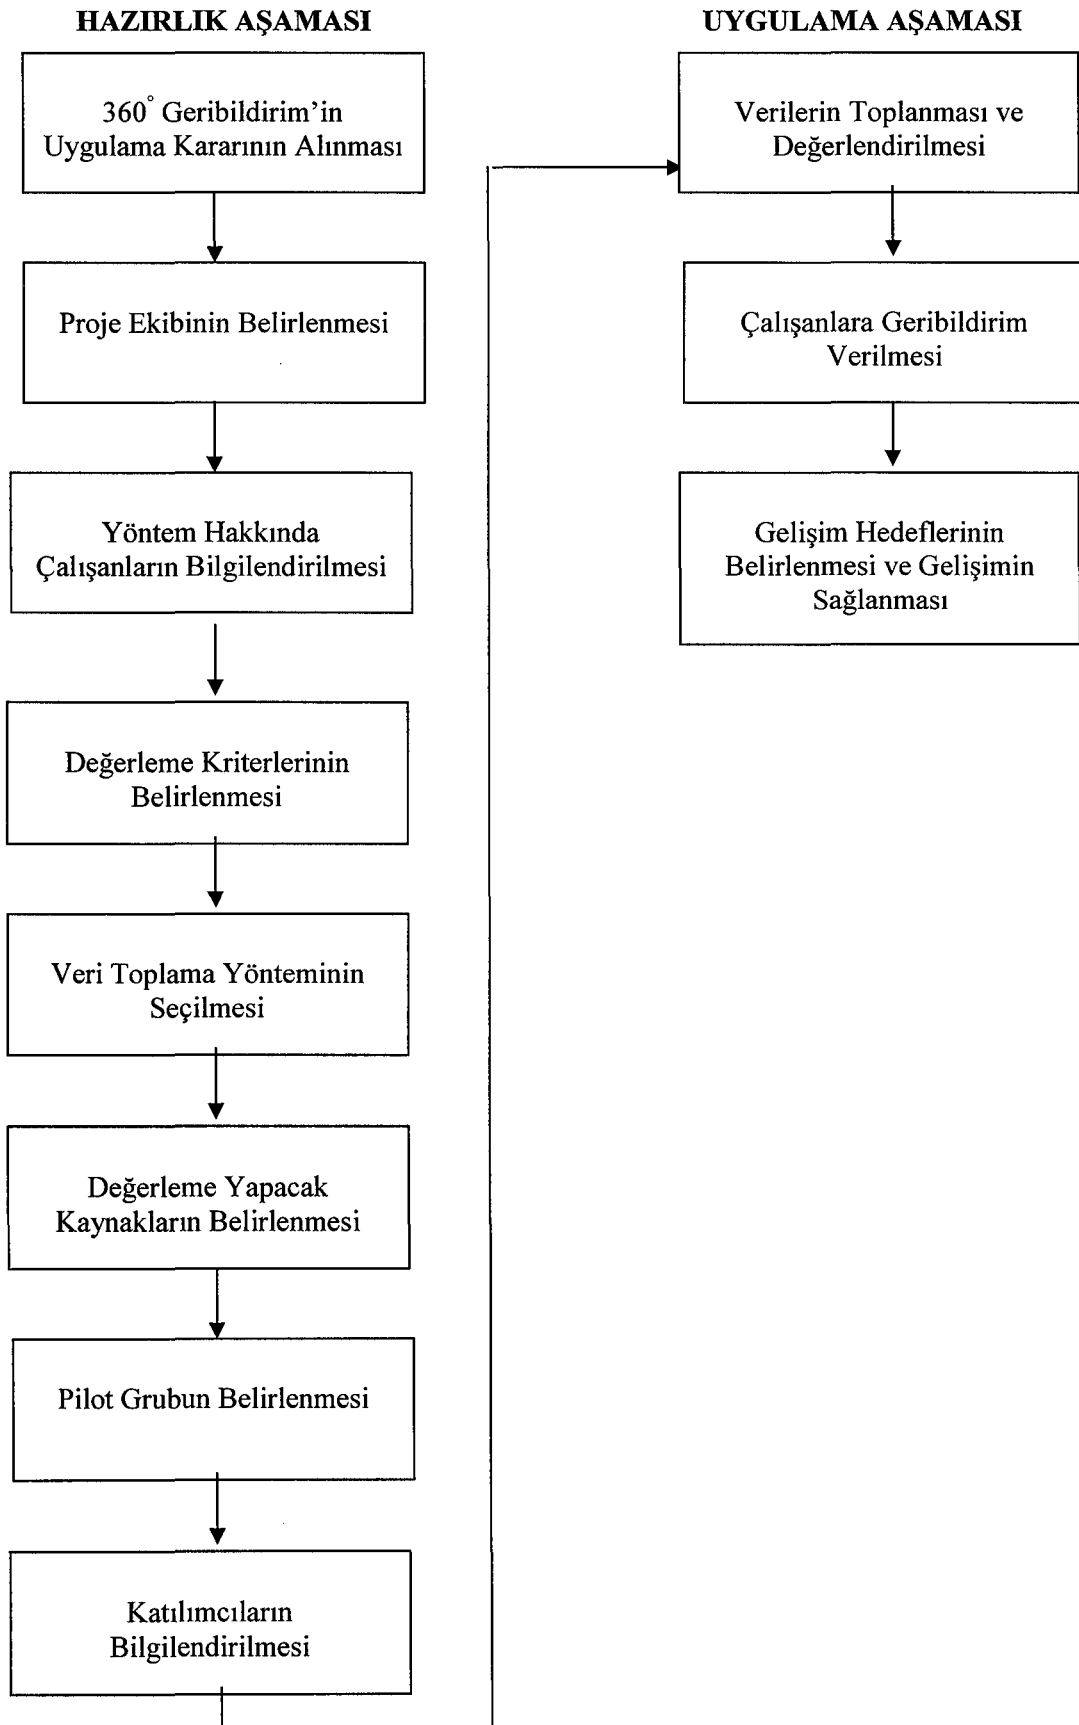 HAZIRLIK AŞAMASI
360° Geribildirim'in
Uygulama Kararının Alınması
Proje Ekibinin Belirlenmesi
Yöntem Hakkında
Çalışanların Bilgilendirilmesi
Değerleme Kriterlerinin
Belirlenmesi
Veri Toplama Yönteminin
Seçilmesi
Değerleme Yapacak
Kaynakların Belirlenmesi
Pilot Grubun Belirlenmesi
Katılımcıların
Bilgilendirilmesi
UYGULAMA AŞAMASI
Verilerin Toplanması ve
Değerlendirilmesi
Çalışanlara Geribildirim
Verilmesi
Gelişim Hedeflerinin
Belirlenmesi ve Gelişimin
Sağlanması